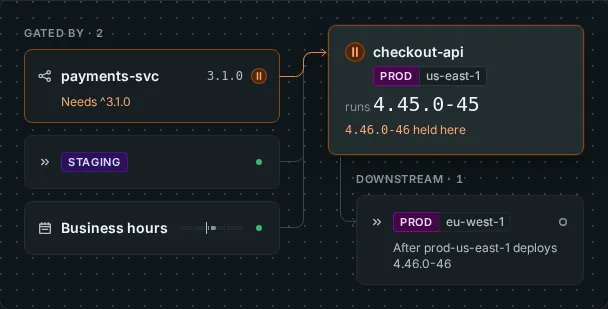 GATED BY · 2
payments-svc 3.1.0
Needs ^3.1.0
STAGING
Business hours
checkout-api
PROD us-east-1
runs 4.45.0-45
4.46.0-46 held here
DOWNSTREAM · 1
PROD eu-west-1
After prod-us-east-1 deploys
4.46.0-46